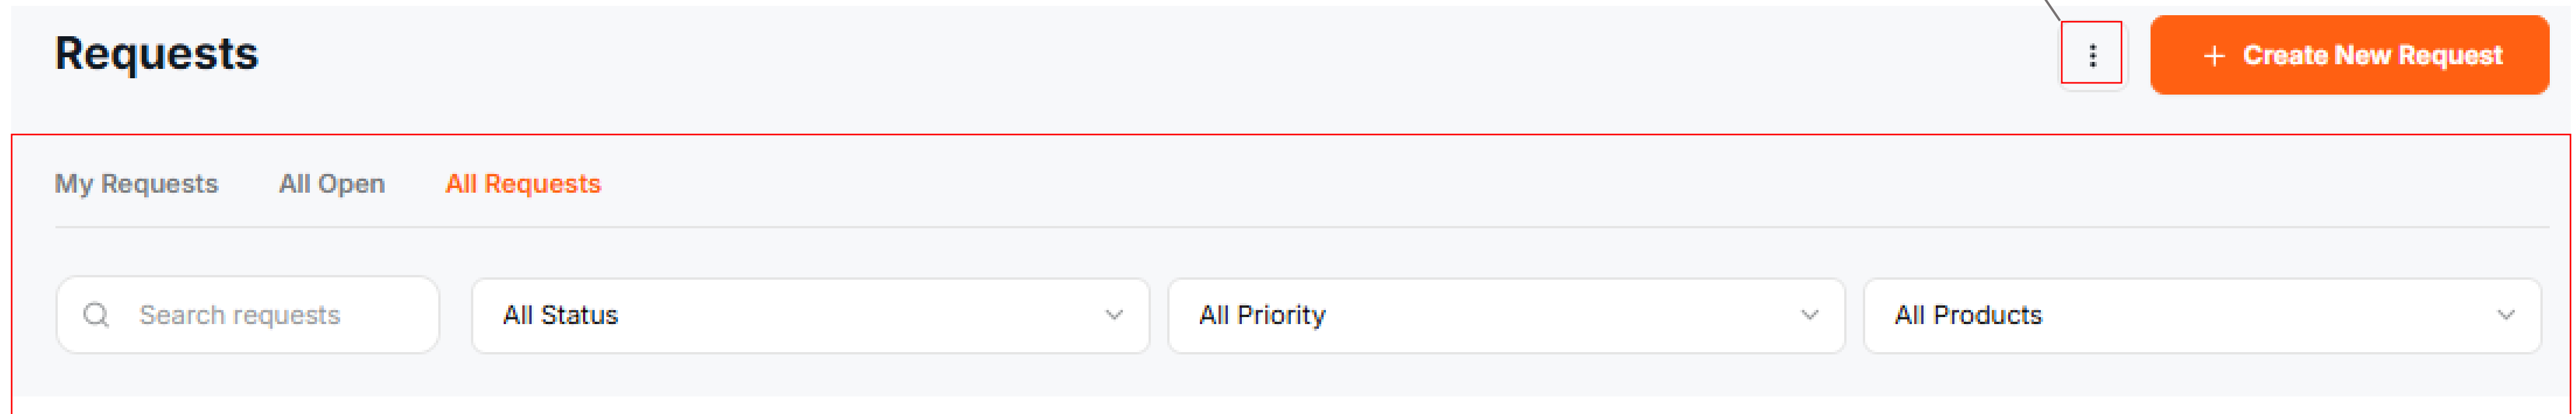 Requests
+ Create New Request
My Requests All Open All Requests
Search requests All Status All Priority All Products